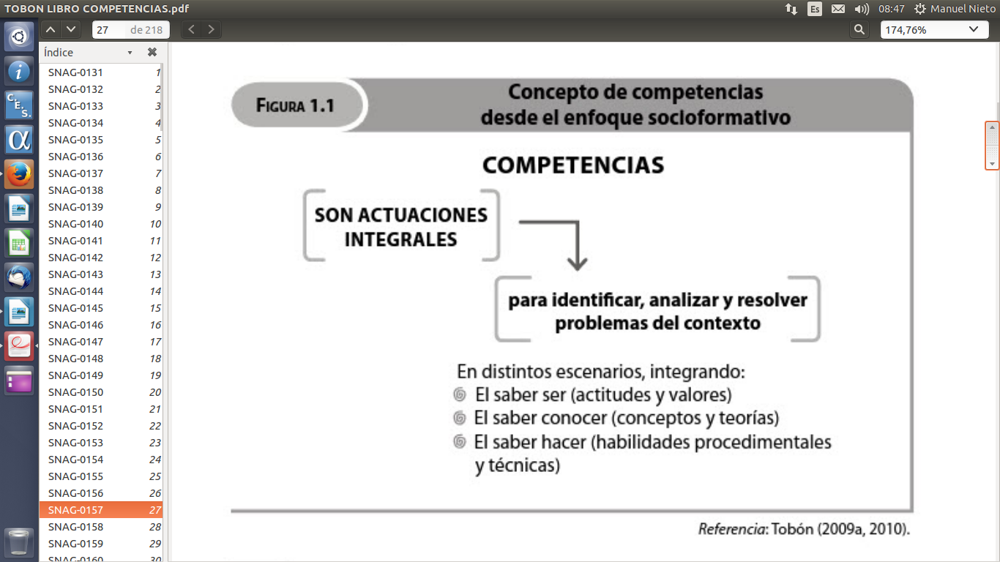 TOBON LIBRO COMPETENCIAS.pdf
Es
08:47
Manuel Nieto
27
de 218
174,76%
Índice
SNAG-0131 1
SNAG-0132 2
SNAG-0133 3
SNAG-0134 4
SNAG-0135 5
SNAG-0136 6
SNAG-0137 7
SNAG-0138 8
SNAG-0139 9
SNAG-0140 10
SNAG-0141 11
SNAG-0142 12
SNAG-0143 13
SNAG-0144 14
SNAG-0145 15
SNAG-0146 16
SNAG-0147 17
SNAG-0148 18
SNAG-0149 19
SNAG-0150 20
SNAG-0151 21
SNAG-0152 22
SNAG-0153 23
SNAG-0154 24
SNAG-0155 25
SNAG-0156 26
SNAG-0157 27
SNAG-0158 28
SNAG-0159 29
SNAG-0160 30
C.E.S.
FIGURA 1.1
Concepto de competencias
desde el enfoque socioformativo
COMPETENCIAS
SON ACTUACIONES
INTEGRALES
para identificar, analizar y resolver
problemas del contexto
En distintos escenarios, integrando:
El saber ser (actitudes y valores)
El saber conocer (conceptos y teorías)
El saber hacer (habilidades procedimentales
y técnicas)
Referencia: Tobón (2009a, 2010).